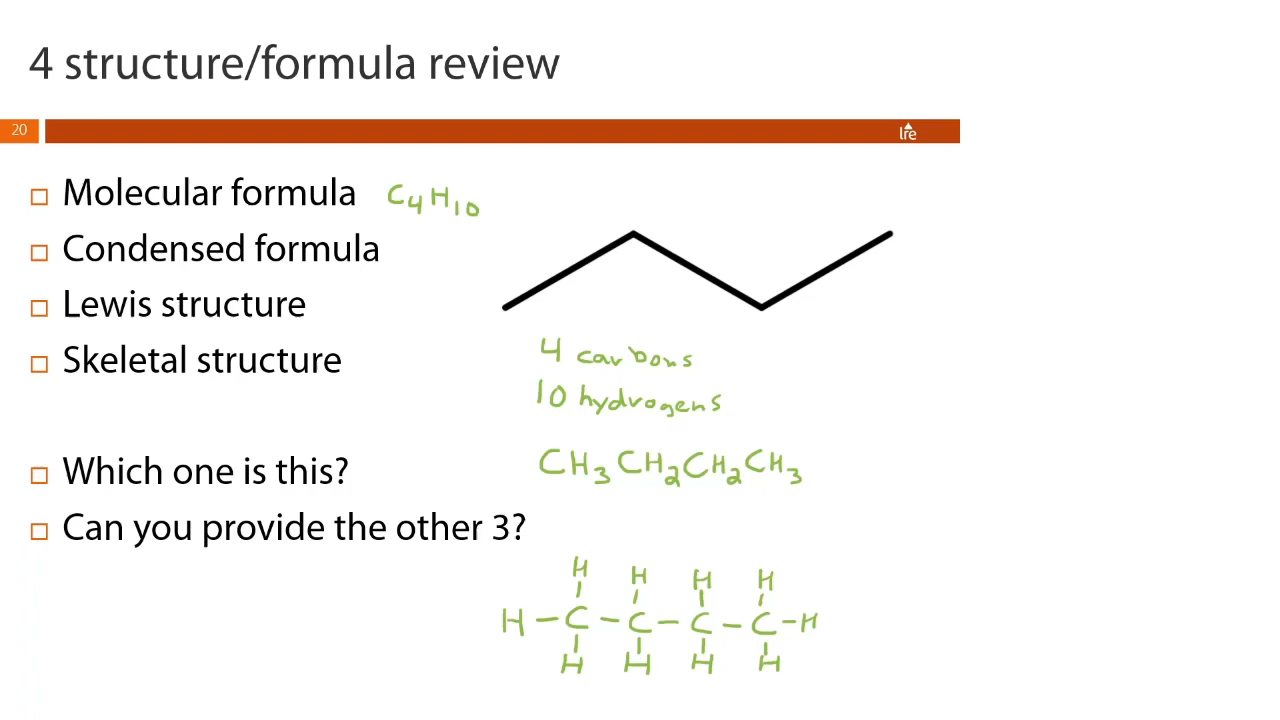 4 structure/formula review
20
lre
Molecular formula C₄H₁₀
Condensed formula
Lewis structure
Skeletal structure
4 carbons
10 hydrogens
Which one is this?
CH₃CH₂CH₂CH₃
Can you provide the other 3?
H H H H
H – C – C – C – C – H
H H H H